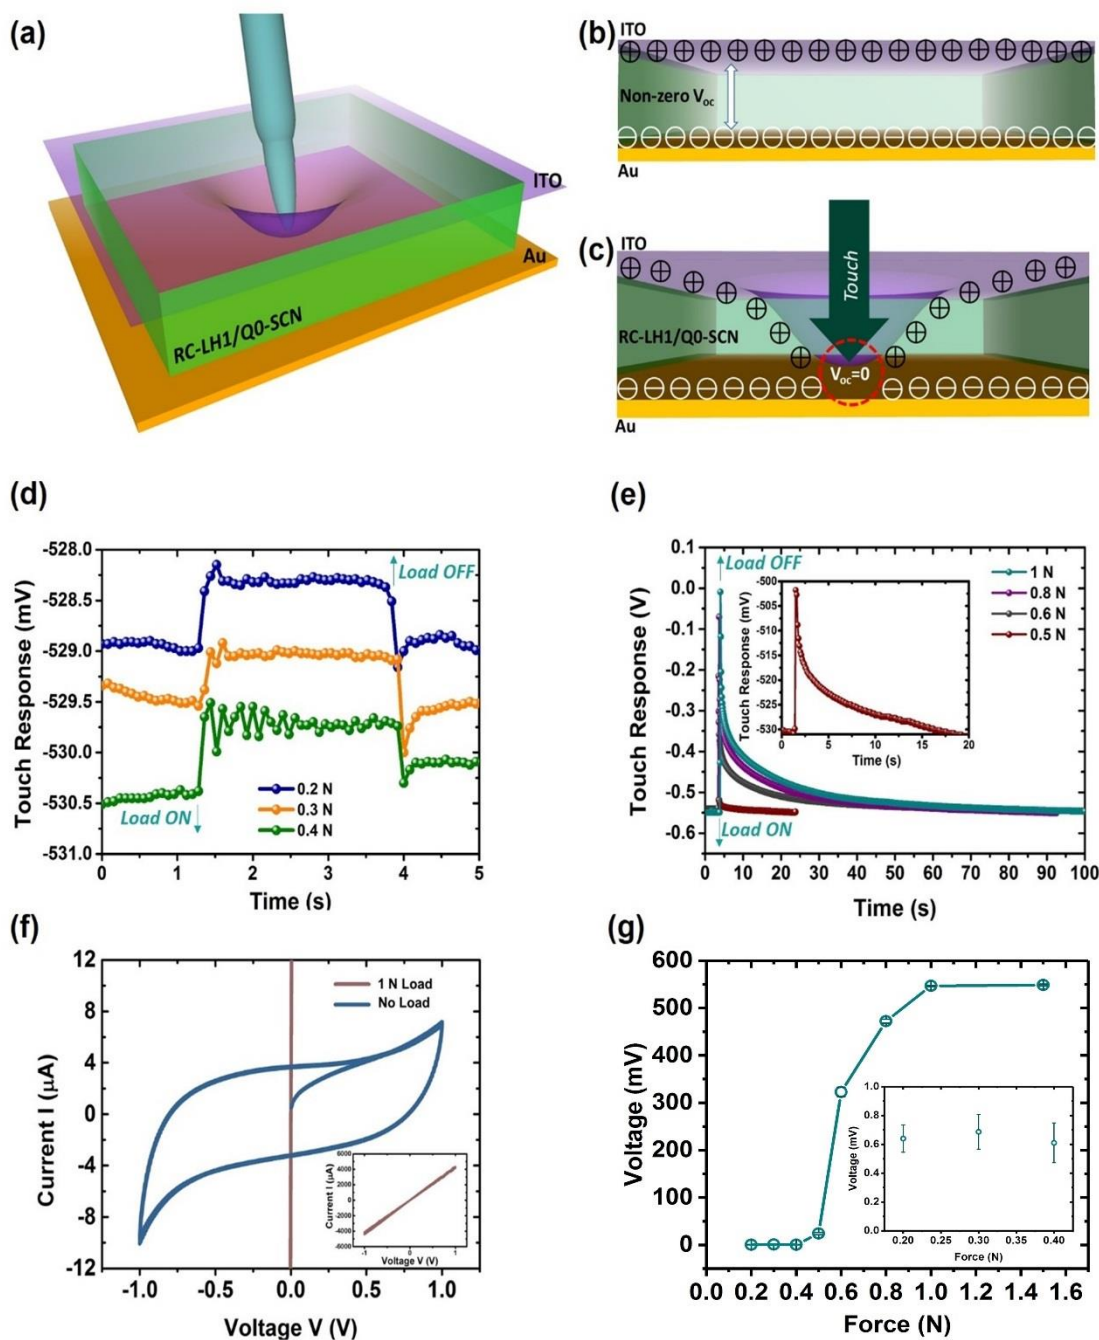 (a)
ITO
Au
RC-LH1/Q0-SCN
(b)
ITO
Non-zero Voc
Au
(c)
ITO
Touch
RC-LH1/Q0-SCN
Voc=0
Au
(d)
Touch Response (mV)
-528.0
-528.5
-529.0
-529.5
-530.0
-530.5
-531.0
Load OFF
Load ON
0.2 N
0.3 N
0.4 N
0 1 2 3 4 5
Time (s)
(e)
Touch Response (V)
0.1
0.0
-0.1
-0.2
-0.3
-0.4
-0.5
-0.6
Load OFF
Load ON
1 N
0.8 N
0.6 N
0.5 N
Touch Response (mV)
-500
-505
-510
-515
-520
-525
-530
0 5 10 15 20
Time (s)
0 10 20 30 40 50 60 70 80 90 100
Time (s)
(f)
Current I (μA)
12
8
4
0
-4
-8
-12
1 N Load
No Load
Current I (μA)
6000
4000
2000
0
-2000
-4000
-6000
-1 0 1
Voltage V (V)
-1.0 -0.5 0.0 0.5 1.0
Voltage V (V)
(g)
Voltage (mV)
600
500
400
300
200
100
0
Voltage (mV)
1.0
0.8
0.6
0.4
0.2
0.0
0.20 0.25 0.30 0.35 0.40
Force (N)
0.0 0.2 0.4 0.6 0.8 1.0 1.2 1.4 1.6
Force (N)